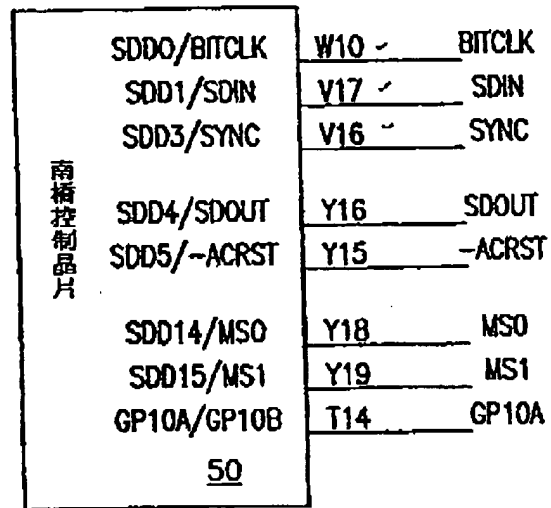 SDD0/BITCLK W10 BITCLK
SDD1/SDIN V17 SDIN
SDD3/SYNC V16 SYNC
南橋控制晶片
SDD4/SDOUT Y16 SDOUT
SDD5/-ACRST Y15 -ACRST
SDD14/MS0 Y18 MS0
SDD15/MS1 Y19 MS1
GP10A/GP10B T14 GP10A
50